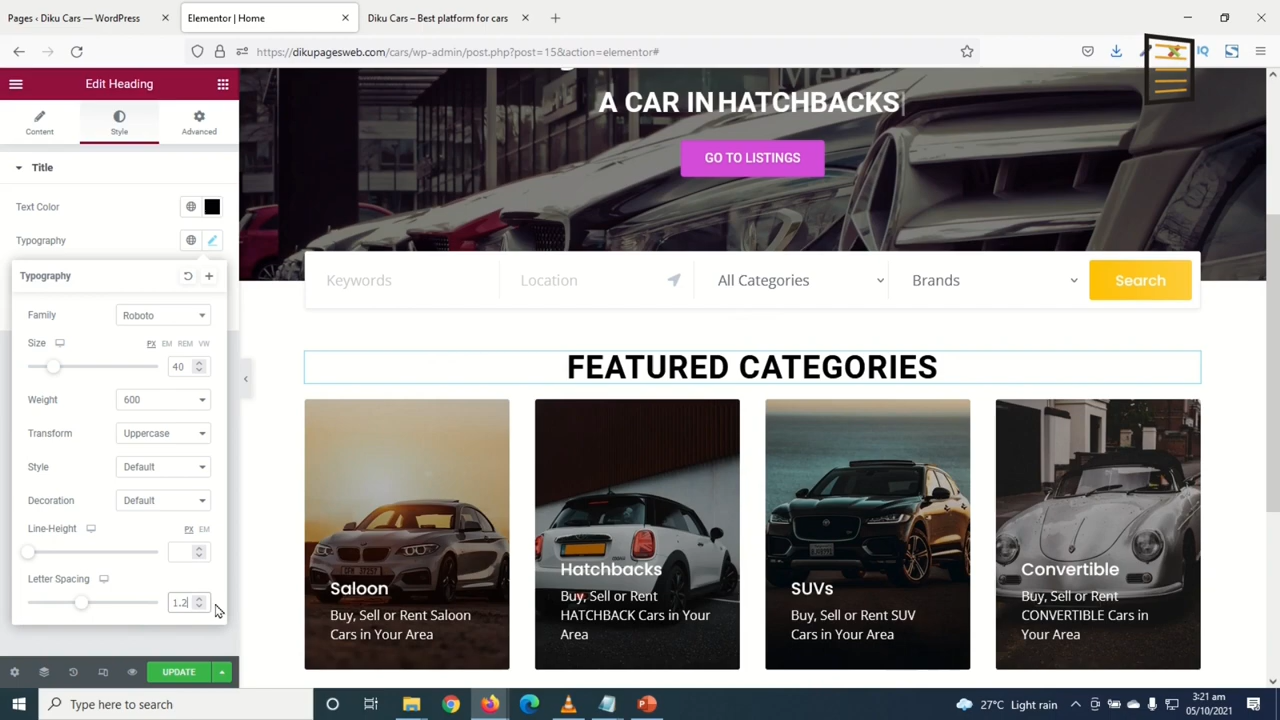 Pages ‹ Diku Cars — WordPress
Elementor | Home
Diku Cars – Best platform for cars
https://dikupagesweb.com/cars/wp-admin/post.php?post=15&action=elementor#
IQ
Edit Heading
Content
Style
Advanced
Title
Text Color
Typography
Typography
Family
Roboto
Size
PX EM REM VW
40
Weight
600
Transform
Uppercase
Style
Default
Decoration
Default
Line-Height
PX EM
Letter Spacing
1.2
UPDATE
A CAR IN HATCHBACKS
GO TO LISTINGS
Keywords
Location
All Categories
Brands
Search
FEATURED CATEGORIES
Saloon
Buy, Sell or Rent Saloon
Cars in Your Area
Hatchbacks
Buy, Sell or Rent
HATCHBACK Cars in Your
Area
SUVs
Buy, Sell or Rent SUV
Cars in Your Area
Convertible
Buy, Sell or Rent
CONVERTIBLE Cars in
Your Area
Type here to search
27°C Light rain
3:21 am
05/10/2021